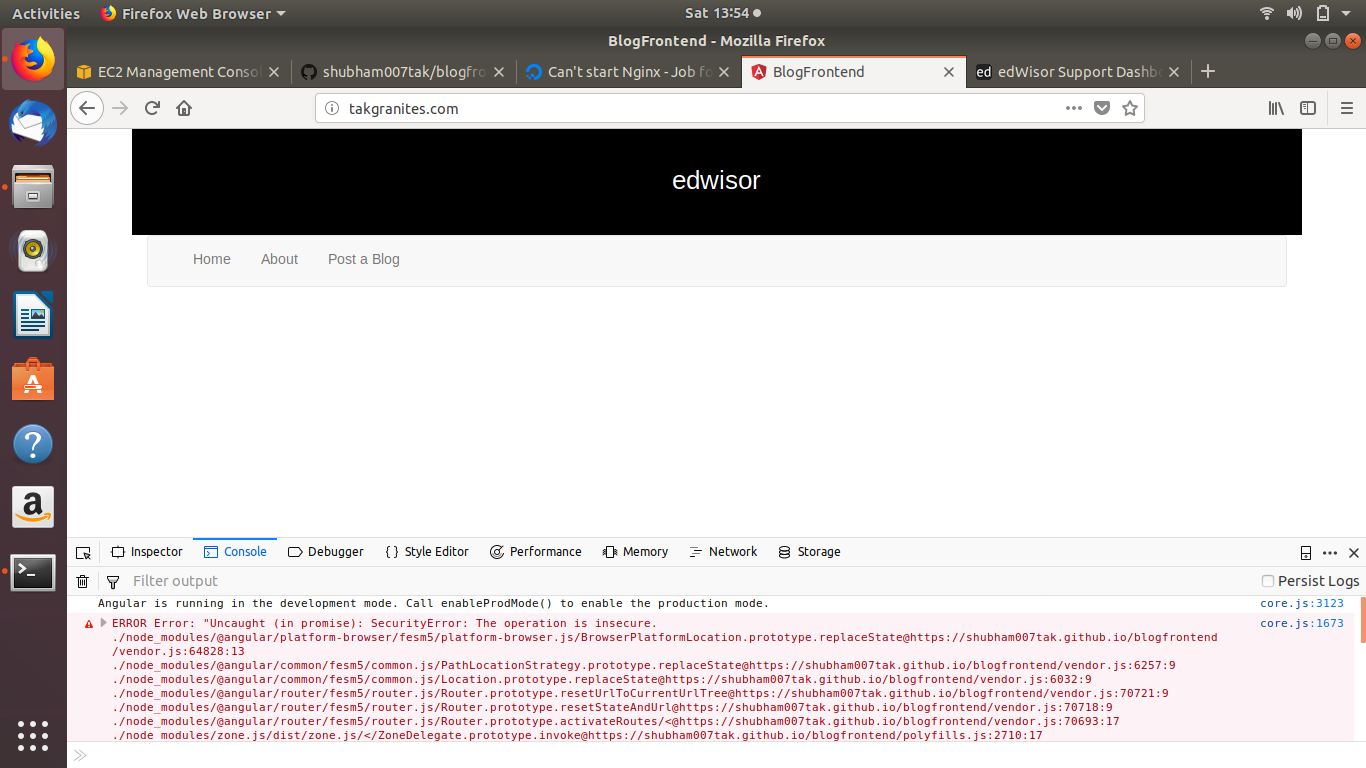 Activities
Firefox Web Browser
Sat 13:54
BlogFrontend - Mozilla Firefox
EC2 Management Consol
shubham007tak/blogfro
Can't start Nginx - Job fo
BlogFrontend
ed
edWisor Support Dashb
takgranites.com
edwisor
Home
About
Post a Blog
Inspector
Console
Debugger
Style Editor
Performance
Memory
Network
Storage
Filter output
Persist Logs
Angular is running in the development mode. Call enableProdMode() to enable the production mode.
core.js:3123
ERROR Error: "Uncaught (in promise): SecurityError: The operation is insecure.
core.js:1673
./node_modules/@angular/platform-browser/fesm5/platform-browser.js/BrowserPlatformLocation.prototype.replaceState@https://shubham007tak.github.io/blogfrontend
/vendor.js:64828:13
./node_modules/@angular/common/fesm5/common.js/PathLocationStrategy.prototype.replaceState@https://shubham007tak.github.io/blogfrontend/vendor.js:6257:9
./node_modules/@angular/common/fesm5/common.js/Location.prototype.replaceState@https://shubham007tak.github.io/blogfrontend/vendor.js:6032:9
./node_modules/@angular/router/fesm5/router.js/Router.prototype.resetUrlToCurrentUrlTree@https://shubham007tak.github.io/blogfrontend/vendor.js:70721:9
./node_modules/@angular/router/fesm5/router.js/Router.prototype.resetStateAndUrl@https://shubham007tak.github.io/blogfrontend/vendor.js:70718:9
./node_modules/@angular/router/fesm5/router.js/Router.prototype.activateRoutes/<@https://shubham007tak.github.io/blogfrontend/vendor.js:70693:17
./node_modules/zone.js/dist/zone.js/</ZoneDelegate.prototype.invoke@https://shubham007tak.github.io/blogfrontend/polyfills.js:2710:17